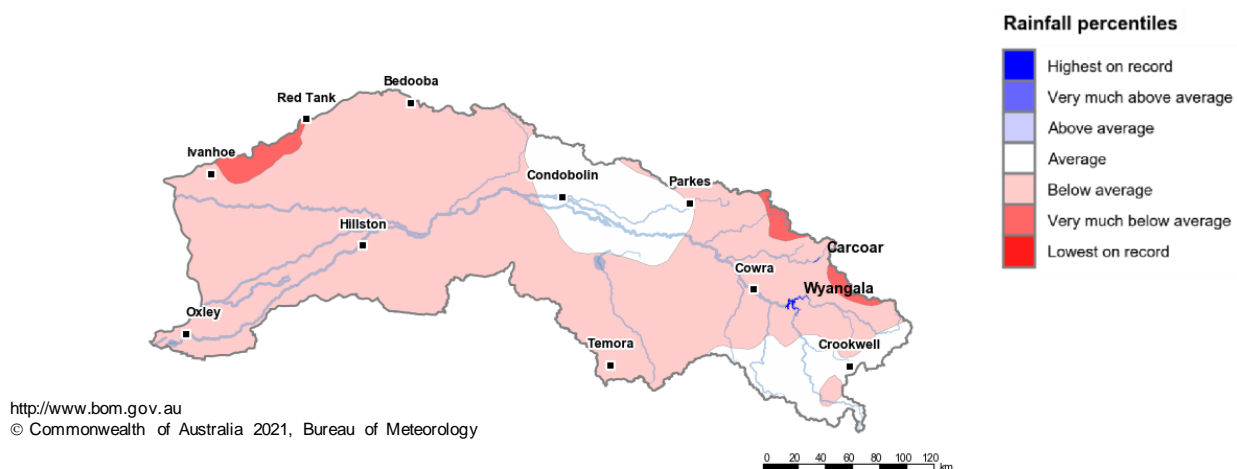 Rainfall percentiles
Highest on record
Very much above average
Above average
Average
Below average
Very much below average
Lowest on record
Bedooba
Red Tank
Ivanhoe
Condobolin
Parkes
Hillston
Carcoar
Cowra
Wyangala
Oxley
Temora
Crookwell
http://www.bom.gov.au
© Commonwealth of Australia 2021, Bureau of Meteorology
0 20 40 60 80 100 120
km